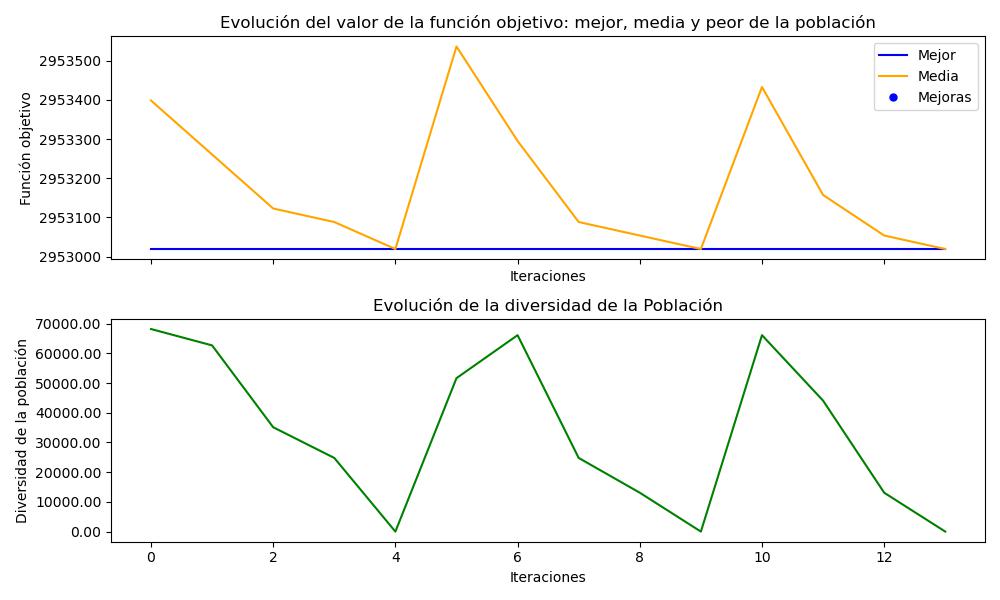 Evolución del valor de la función objetivo: mejor, media y peor de la población
Función objetivo
2953500
2953400
2953300
2953200
2953100
2953000
Mejor
Media
Mejoras
Iteraciones
Evolución de la diversidad de la Población
Diversidad de la población
70000.00
60000.00
50000.00
40000.00
30000.00
20000.00
10000.00
0.00
0 2 4 6 8 10 12
Iteraciones